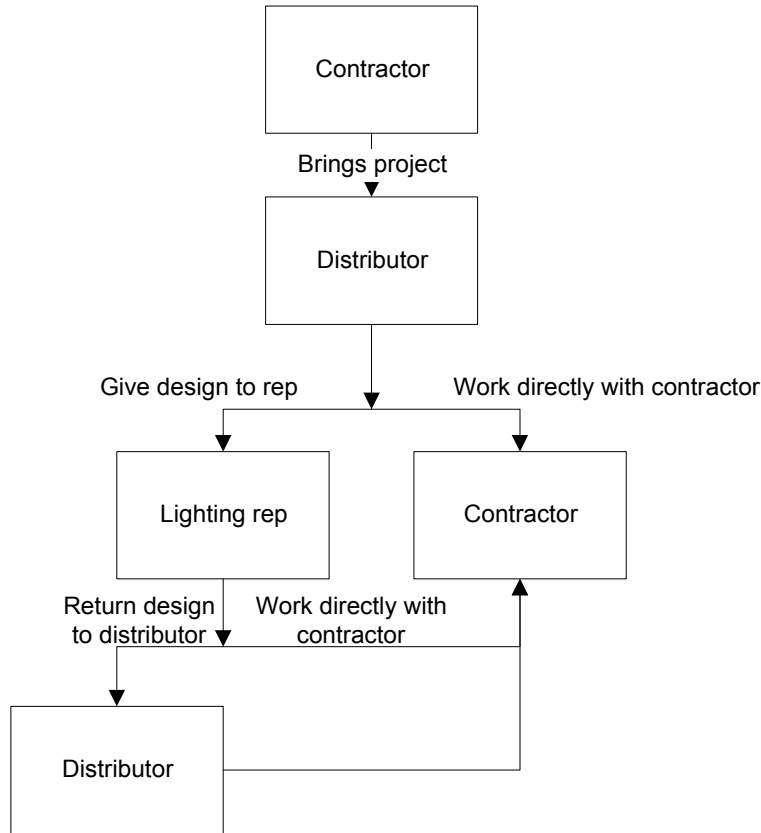 Contractor
Brings project
Distributor
Give design to rep
Work directly with contractor
Lighting rep
Contractor
Return design
to distributor
Work directly with
contractor
Distributor